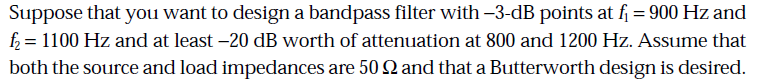 Suppose that you want to design a bandpass filter with –3-dB points at f₁ = 900 Hz and
f₂ = 1100 Hz and at least –20 dB worth of attenuation at 800 and 1200 Hz. Assume that
both the source and load impedances are 50 Ω and that a Butterworth design is desired.